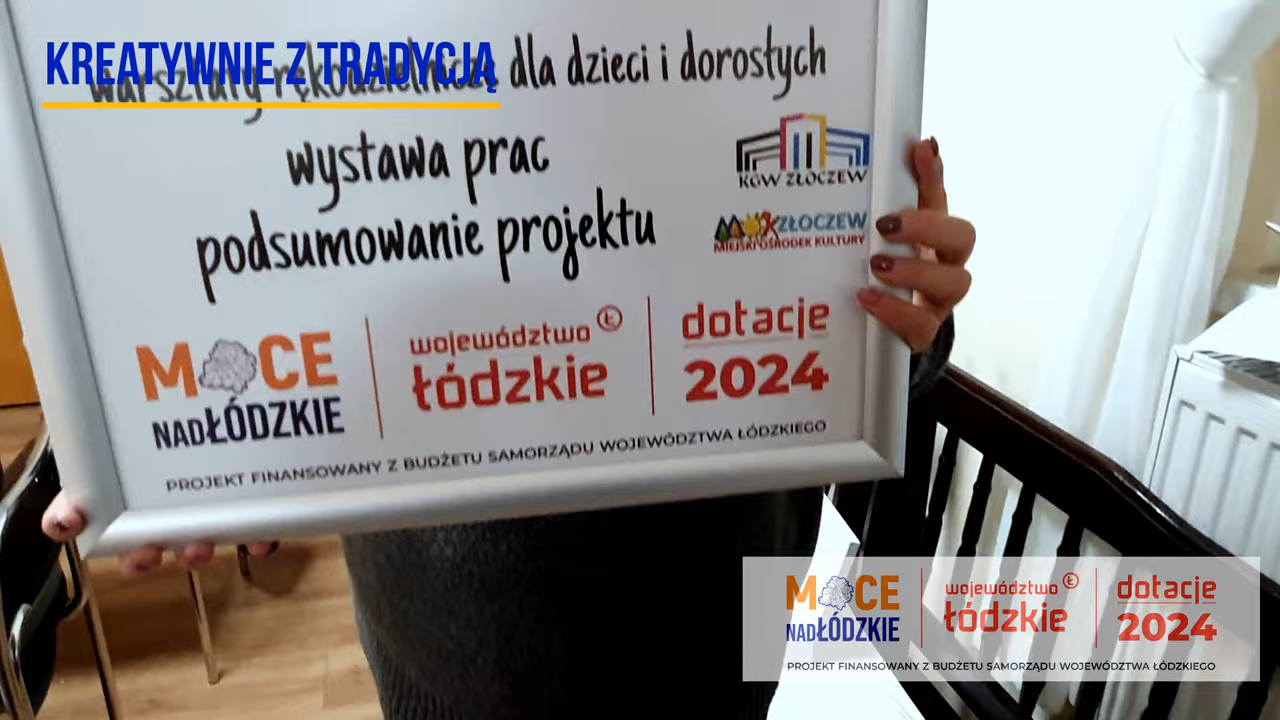 KREATYWNIE Z TRADYCJĄ
warsztaty rękodzielnicze dla dzieci i dorosłych
wystawa prac
podsumowanie projektu
KGW ZŁOCZEW
MOK ZŁOCZEW
MIEJSKI OŚRODEK KULTURY
MOCE
NADŁÓDZKIE
województwo
łódzkie
dotacje
2024
PROJEKT FINANSOWANY Z BUDŻETU SAMORZĄDU WOJEWÓDZTWA ŁÓDZKIEGO
MOCE
NADŁÓDZKIE
województwo
łódzkie
dotacje
2024
PROJEKT FINANSOWANY Z BUDŻETU SAMORZĄDU WOJEWÓDZTWA ŁÓDZKIEGO